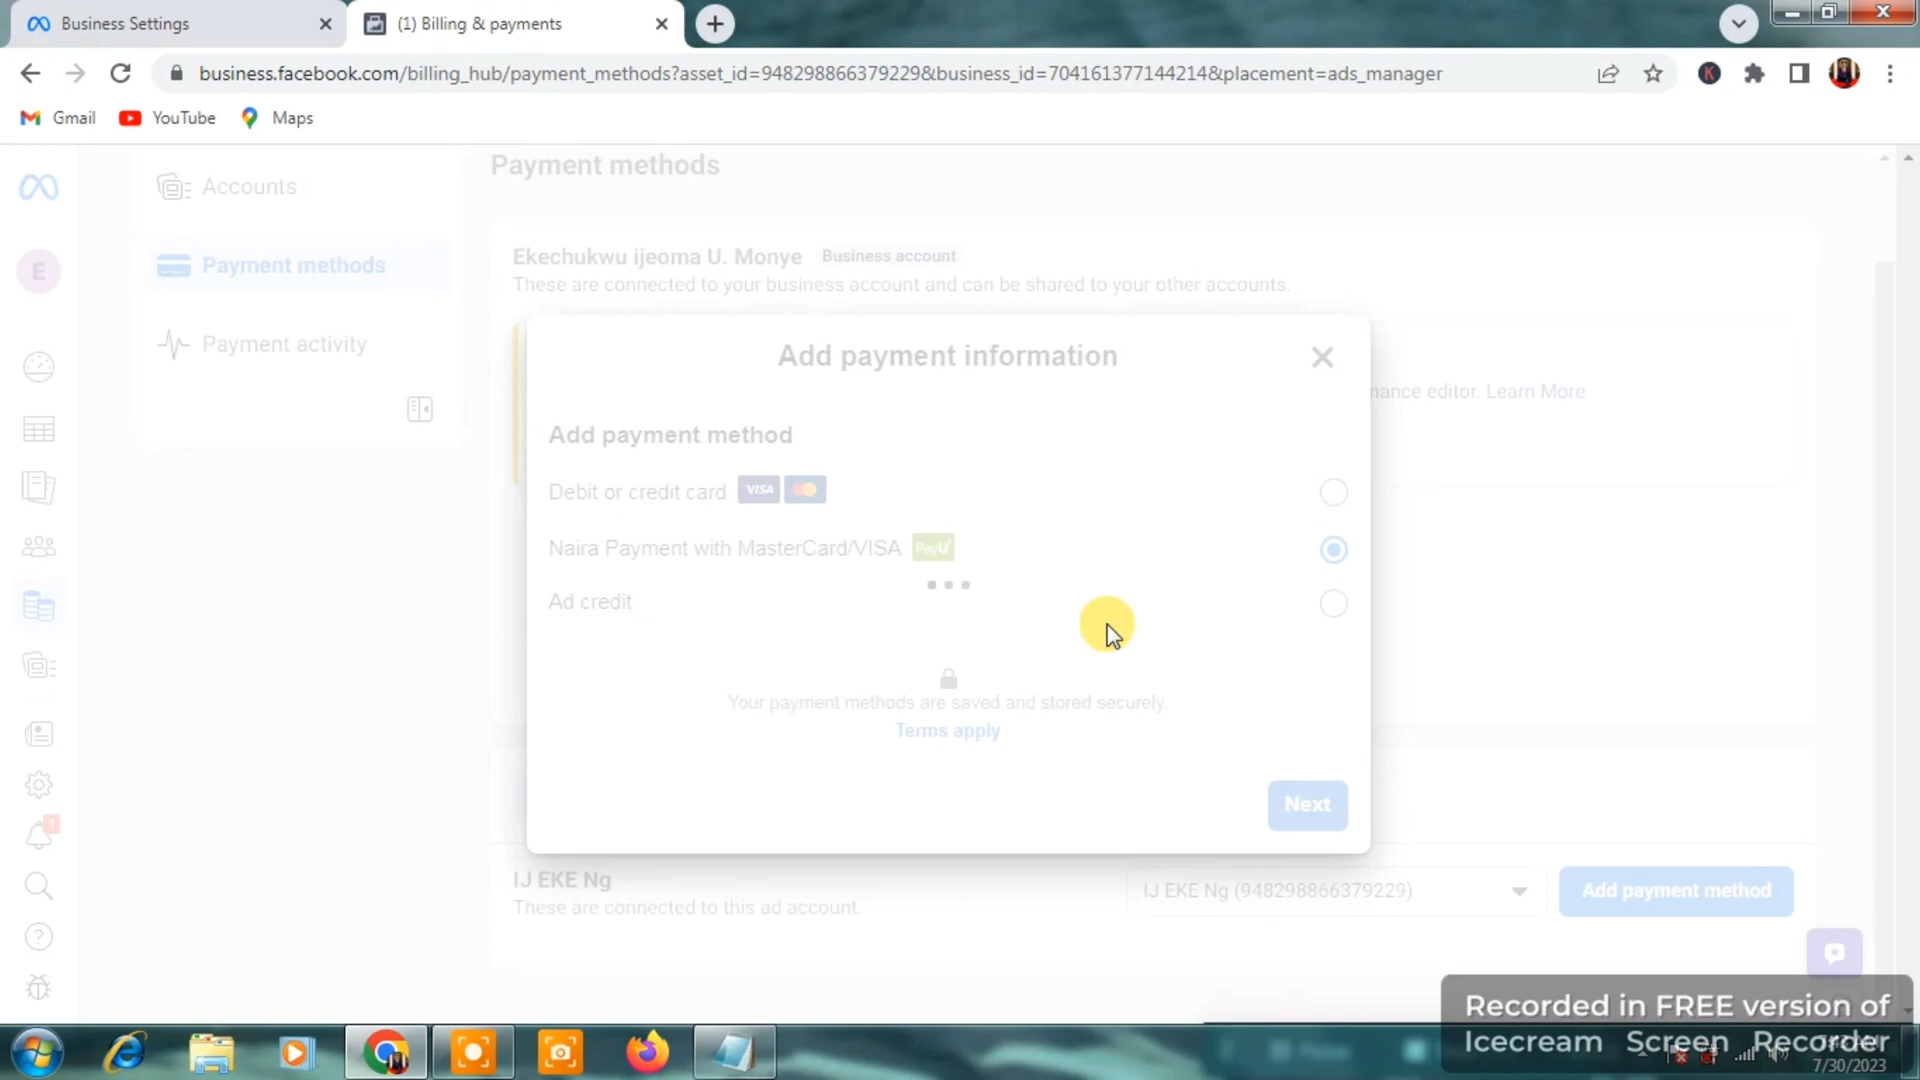 Business Settings
(1) Billing & payments
business.facebook.com/billing_hub/payment_methods?asset_id=948298866379229&business_id=704161377144214&placement=ads_manager
K
Gmail
YouTube
Maps
Accounts
Payment methods
Payment activity
E
1
Payment methods
Ekechukwu ijeoma U. Monye
Business account
These are connected to your business account and can be shared to your other accounts.
nance editor. Learn More
Add payment information
Add payment method
Debit or credit card VISA
Naira Payment with MasterCard/VISA PayU
Ad credit
Your payment methods are saved and stored securely.
Terms apply
Next
IJ EKE Ng
These are connected to this ad account.
IJ EKE Ng (948298866379229)
Add payment method
Recorded in FREE version of
Icecream Screen Recorder
7/30/2023